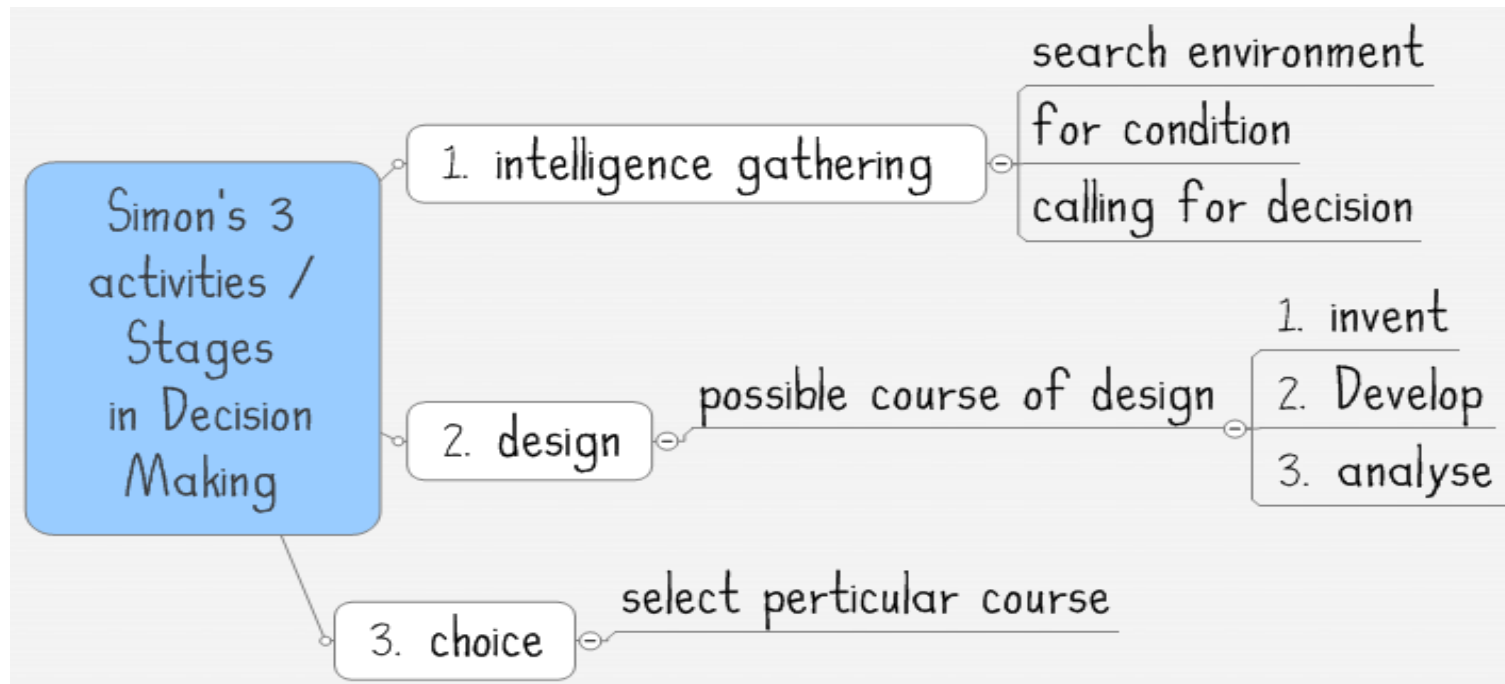 Simon's 3
activities /
Stages
in Decision
Making
1. intelligence gathering
search environment
for condition
calling for decision
2. design
possible course of design
1. invent
2. Develop
3. analyse
3. choice
select perticular course